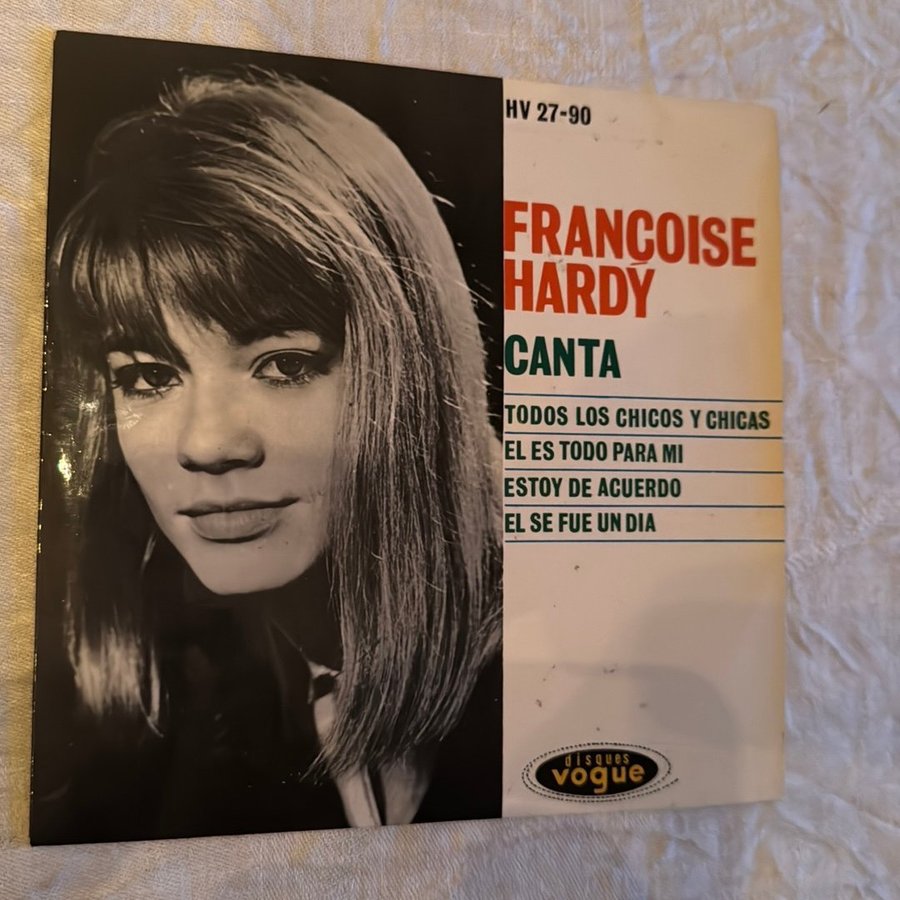 HV 27-90
FRANÇOISE
HARDY
CANTA
TODOS LOS CHICOS Y CHICAS
EL ES TODO PARA MI
ESTOY DE ACUERDO
EL SE FUE UN DIA
disques
vogue